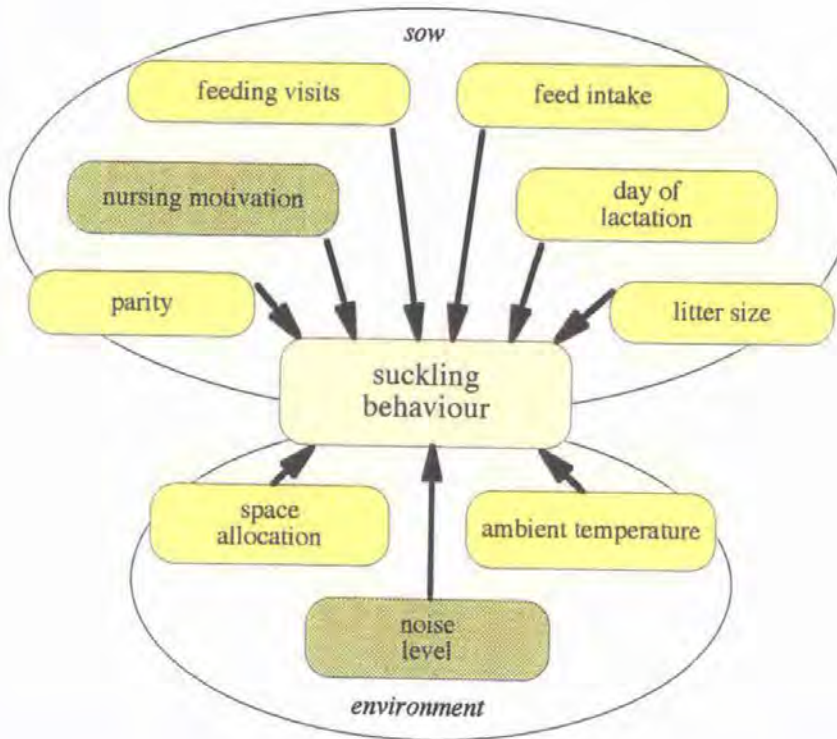 sow
feeding visits
feed intake
nursing motivation
day of
lactation
parity
litter size
suckling
behaviour
space
allocation
ambient temperature
noise
level
environment